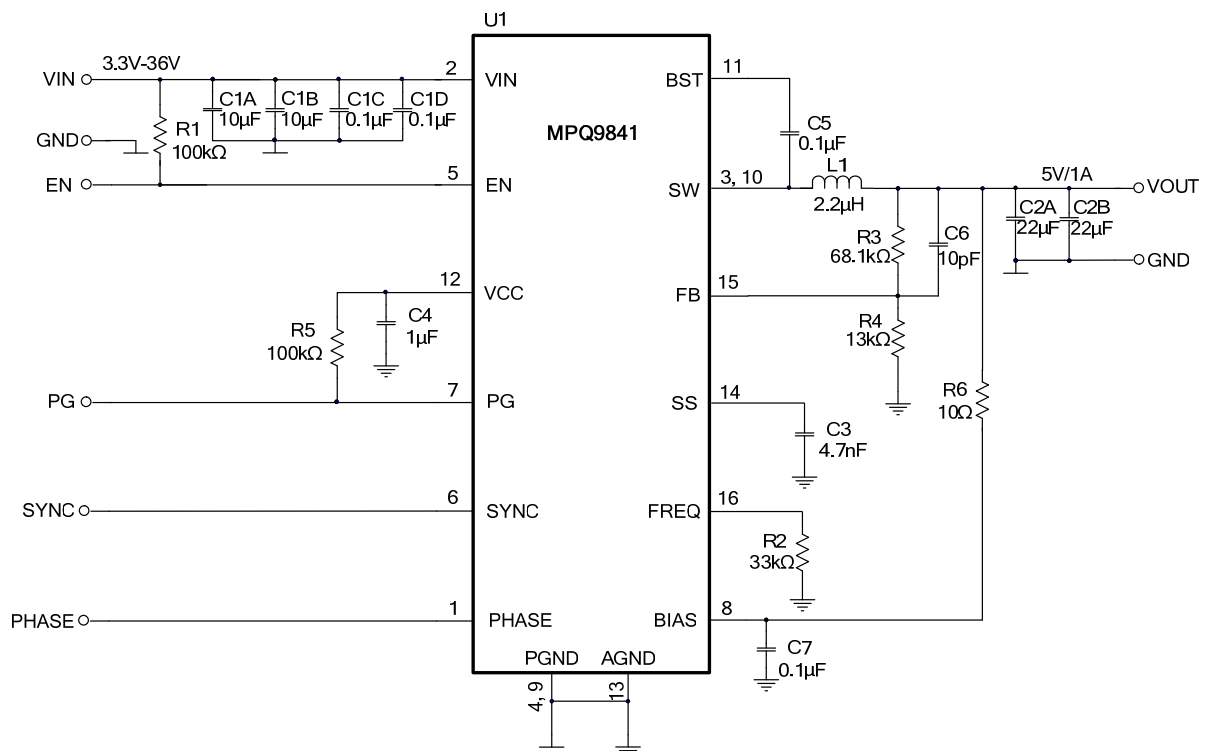 U1
MPQ9841
VIN
3.3V-36V
2
VIN
GND
R1
100kΩ
C1A
10µF
C1B
10µF
C1C
0.1µF
C1D
0.1µF
EN
5
EN
12
VCC
R5
100kΩ
C4
1µF
PG
7
PG
SYNC
6
SYNC
PHASE
1
PHASE
PGND
AGND
4, 9
13
BST
11
C5
0.1µF
SW
3, 10
L1
2.2µH
5V/1A
VOUT
C2A
22µF
C2B
22µF
GND
R3
68.1kΩ
C6
10pF
FB
15
R4
13kΩ
R6
10Ω
SS
14
C3
4.7nF
FREQ
16
R2
33kΩ
BIAS
8
C7
0.1µF